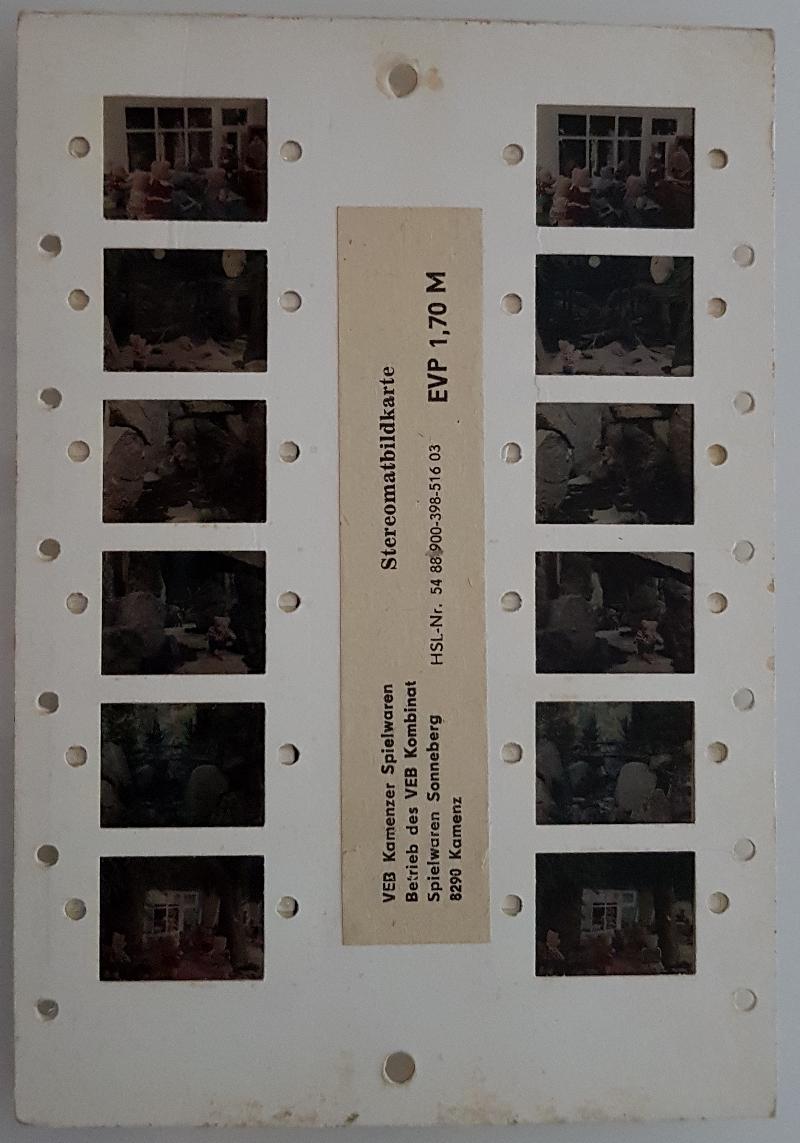 VEB Kamenzer Spielwaren
Betrieb des VEB Kombinat
Spielwaren Sonneberg
8290 Kamenz
Stereomatbildkarte
HSL-Nr. 54 88 900-398-516 03
EVP 1,70 M